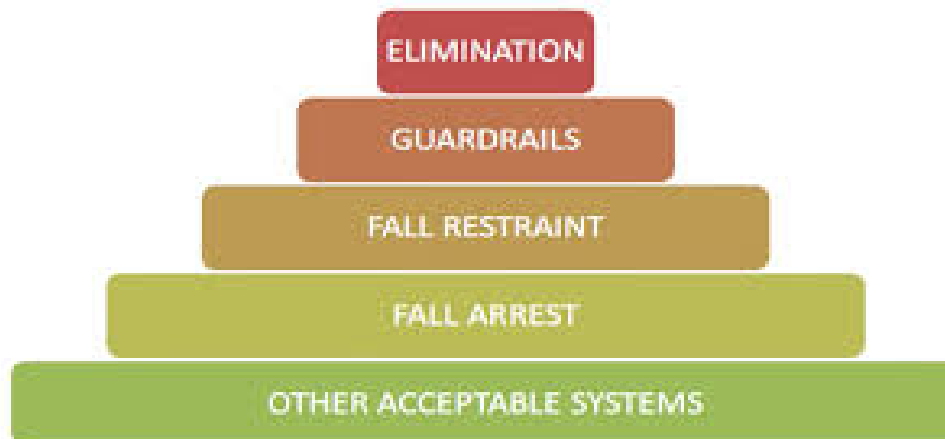 ELIMINATION
GUARDRAILS
FALL RESTRAINT
FALL ARREST
OTHER ACCEPTABLE SYSTEMS